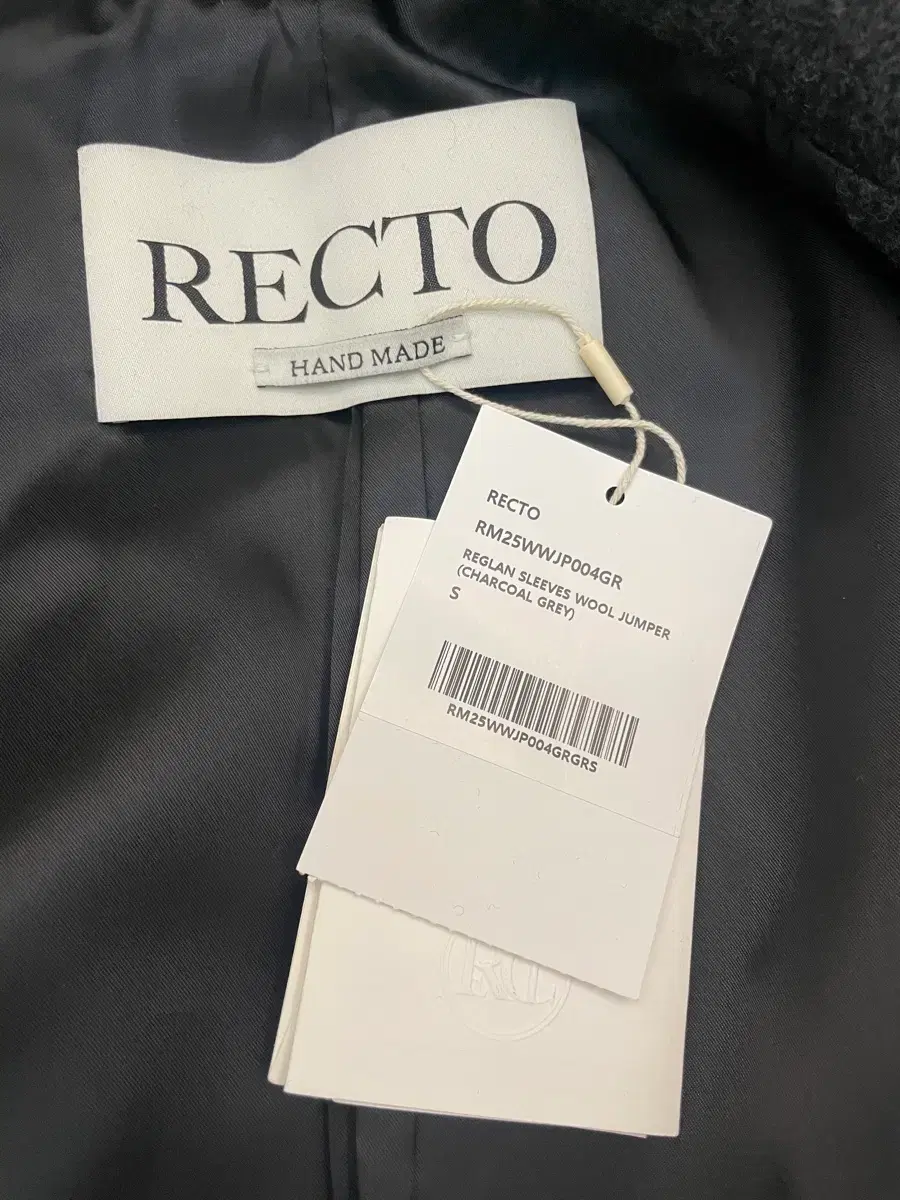 RECTO
HAND MADE
RECTO
RM25WWJP004GR
REGLAN SLEEVES WOOL JUMPER
(CHARCOAL GREY)
S
RM25WWJP004GRGRS